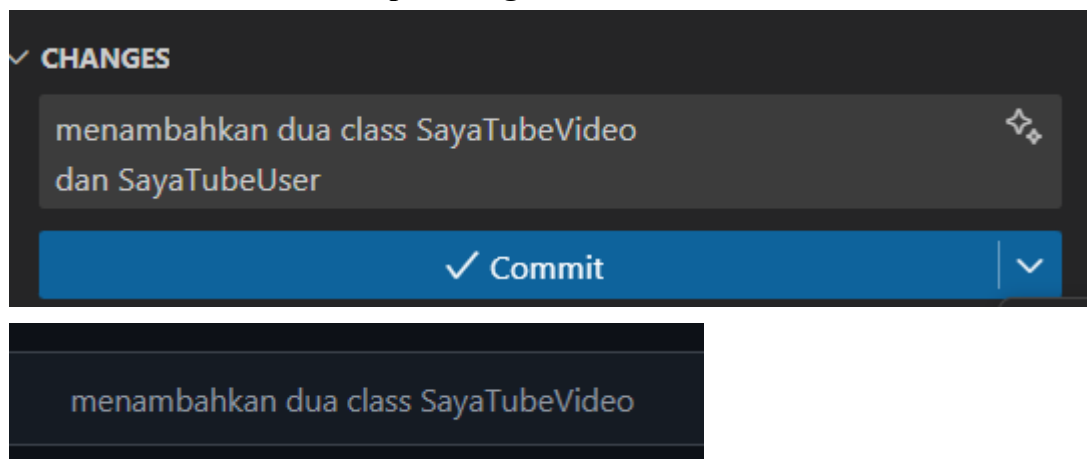 CHANGES
menambahkan dua class SayaTubeVideo
dan SayaTubeUser
Commit
menambahkan dua class SayaTubeVideo